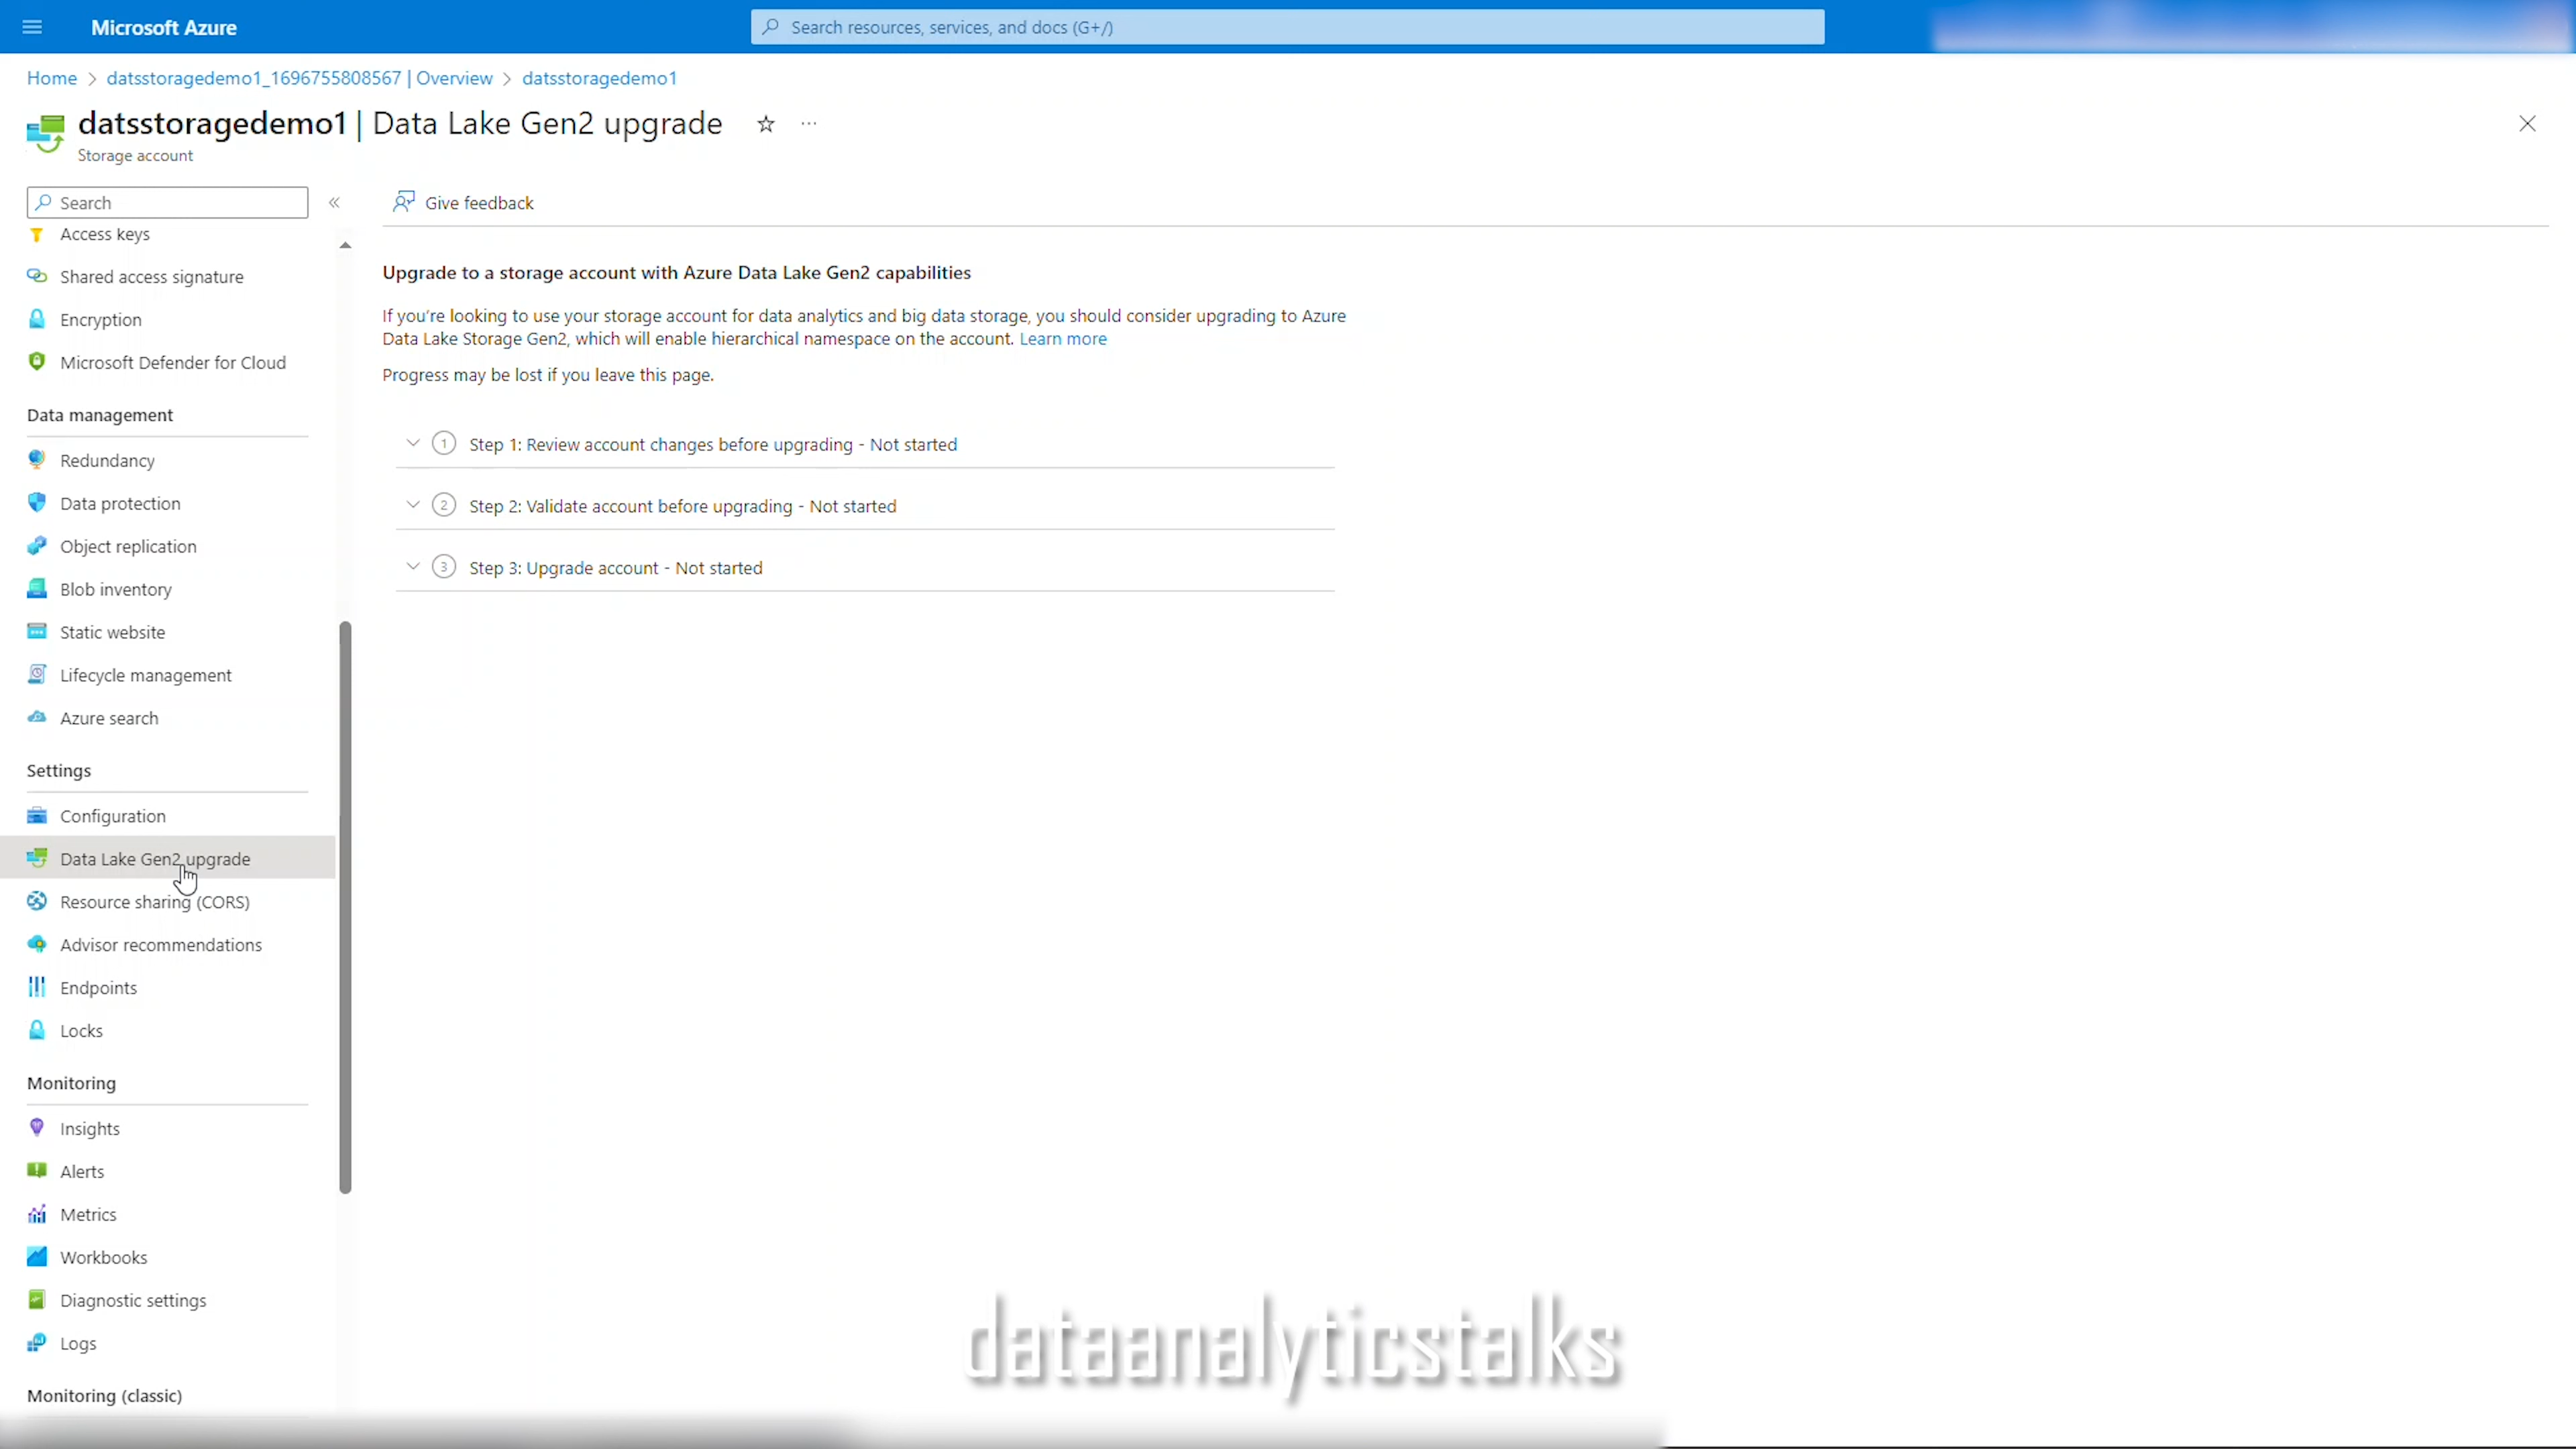 Microsoft Azure
Search resources, services, and docs (G+/)
Home > datsstoragedemo1_1696755808567 | Overview > datsstoragedemo1
datsstoragedemo1 | Data Lake Gen2 upgrade
Storage account
Search
Access keys
Shared access signature
Encryption
Microsoft Defender for Cloud
Data management
Redundancy
Data protection
Object replication
Blob inventory
Static website
Lifecycle management
Azure search
Settings
Configuration
Data Lake Gen2 upgrade
Resource sharing (CORS)
Advisor recommendations
Endpoints
Locks
Monitoring
Insights
Alerts
Metrics
Workbooks
Diagnostic settings
Logs
Monitoring (classic)
Give feedback
Upgrade to a storage account with Azure Data Lake Gen2 capabilities
If you're looking to use your storage account for data analytics and big data storage, you should consider upgrading to Azure
Data Lake Storage Gen2, which will enable hierarchical namespace on the account. Learn more
Progress may be lost if you leave this page.
1 Step 1: Review account changes before upgrading - Not started
2 Step 2: Validate account before upgrading - Not started
3 Step 3: Upgrade account - Not started
dataanalyticstalks